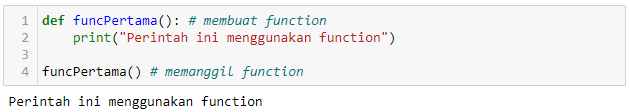 1 def funcPertama(): # membuat function
2     print("Perintah ini menggunakan function")
3
4 funcPertama() # memanggil function
Perintah ini menggunakan function